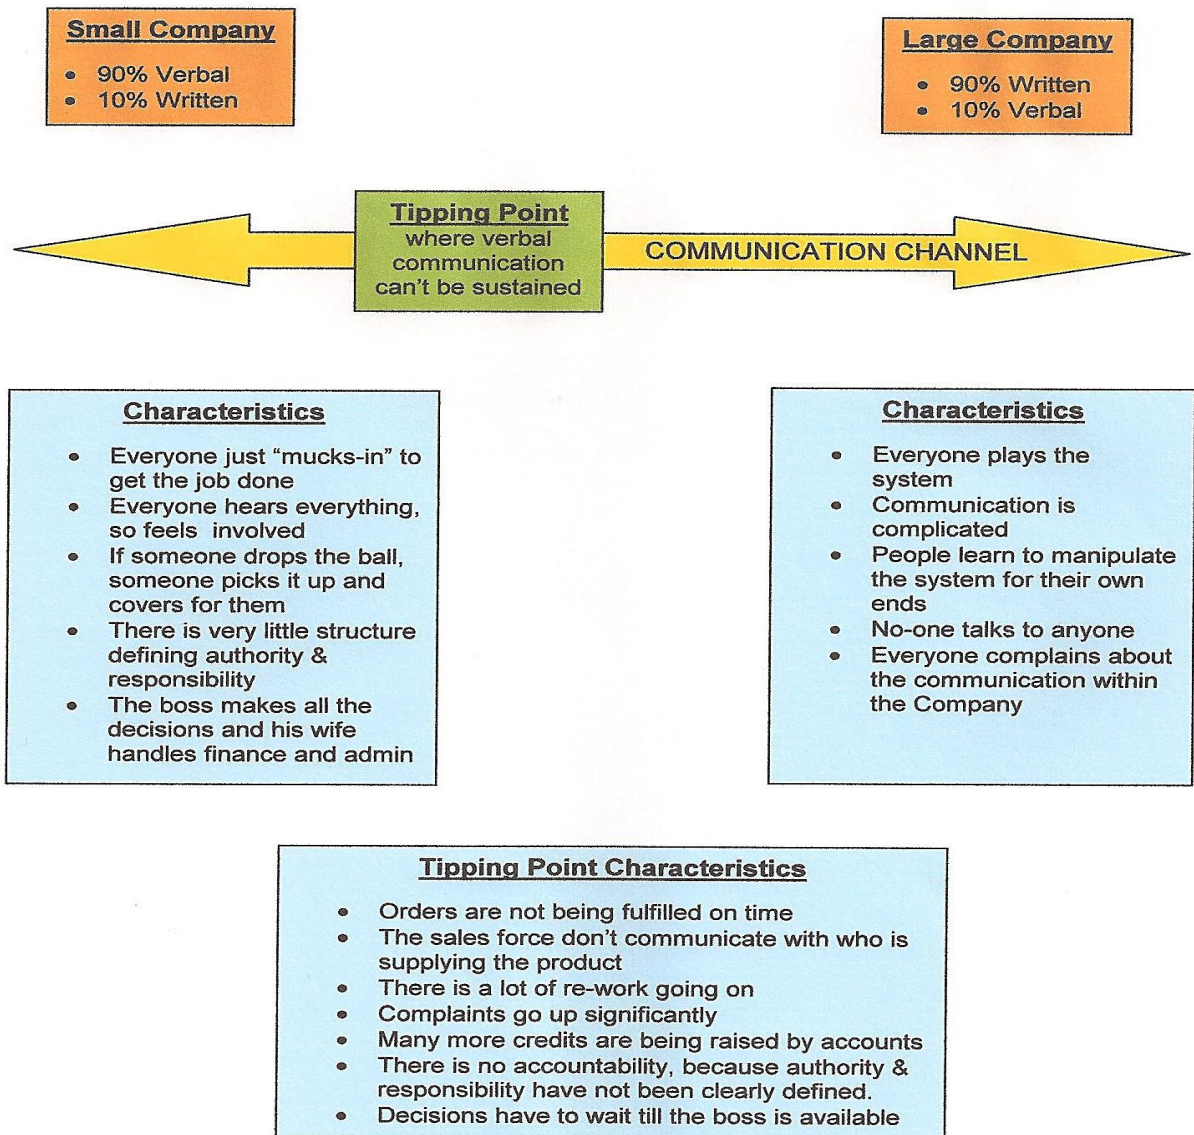 Small Company
• 90% Verbal
• 10% Written
Large Company
• 90% Written
• 10% Verbal
Tipping Point
where verbal
communication
can't be sustained
COMMUNICATION CHANNEL
Characteristics
• Everyone just “mucks-in” to
get the job done
• Everyone hears everything,
so feels involved
• If someone drops the ball,
someone picks it up and
covers for them
• There is very little structure
defining authority &
responsibility
• The boss makes all the
decisions and his wife
handles finance and admin
Characteristics
• Everyone plays the
system
• Communication is
complicated
• People learn to manipulate
the system for their own
ends
• No-one talks to anyone
• Everyone complains about
the communication within
the Company
Tipping Point Characteristics
• Orders are not being fulfilled on time
• The sales force don't communicate with who is
supplying the product
• There is a lot of re-work going on
• Complaints go up significantly
• Many more credits are being raised by accounts
• There is no accountability, because authority &
responsibility have not been clearly defined.
• Decisions have to wait till the boss is available